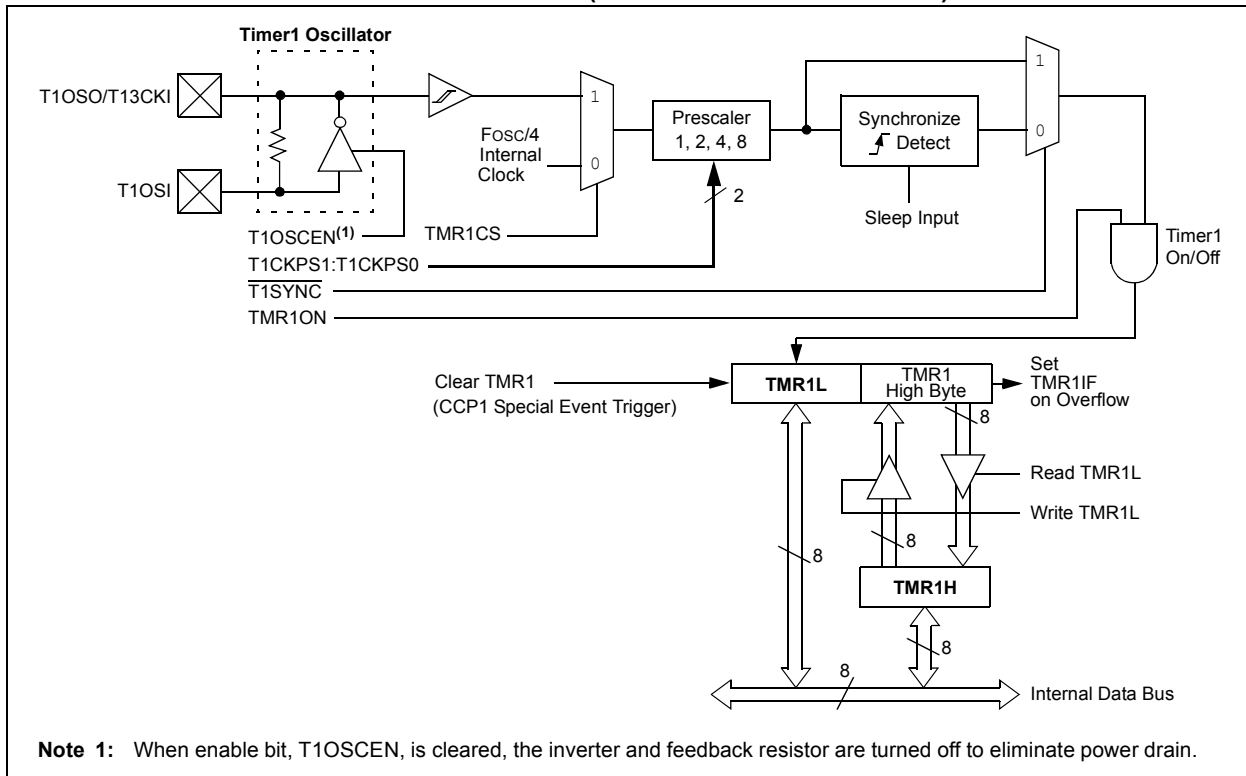 Timer1 Oscillator
T1OSO/T13CKI
T1OSI
FOSC/4
Internal
Clock
1
0
Prescaler
1, 2, 4, 8
2
Synchronize
Detect
Sleep Input
1
0
T1OSCEN(1)
TMR1CS
T1CKPS1:T1CKPS0
T1SYNC
TMR1ON
Timer1
On/Off
Clear TMR1
(CCP1 Special Event Trigger)
TMR1L
TMR1
High Byte
Set
TMR1IF
on Overflow
8
Read TMR1L
Write TMR1L
8
8
TMR1H
8
8
Internal Data Bus
Note 1: When enable bit, T1OSCEN, is cleared, the inverter and feedback resistor are turned off to eliminate power drain.